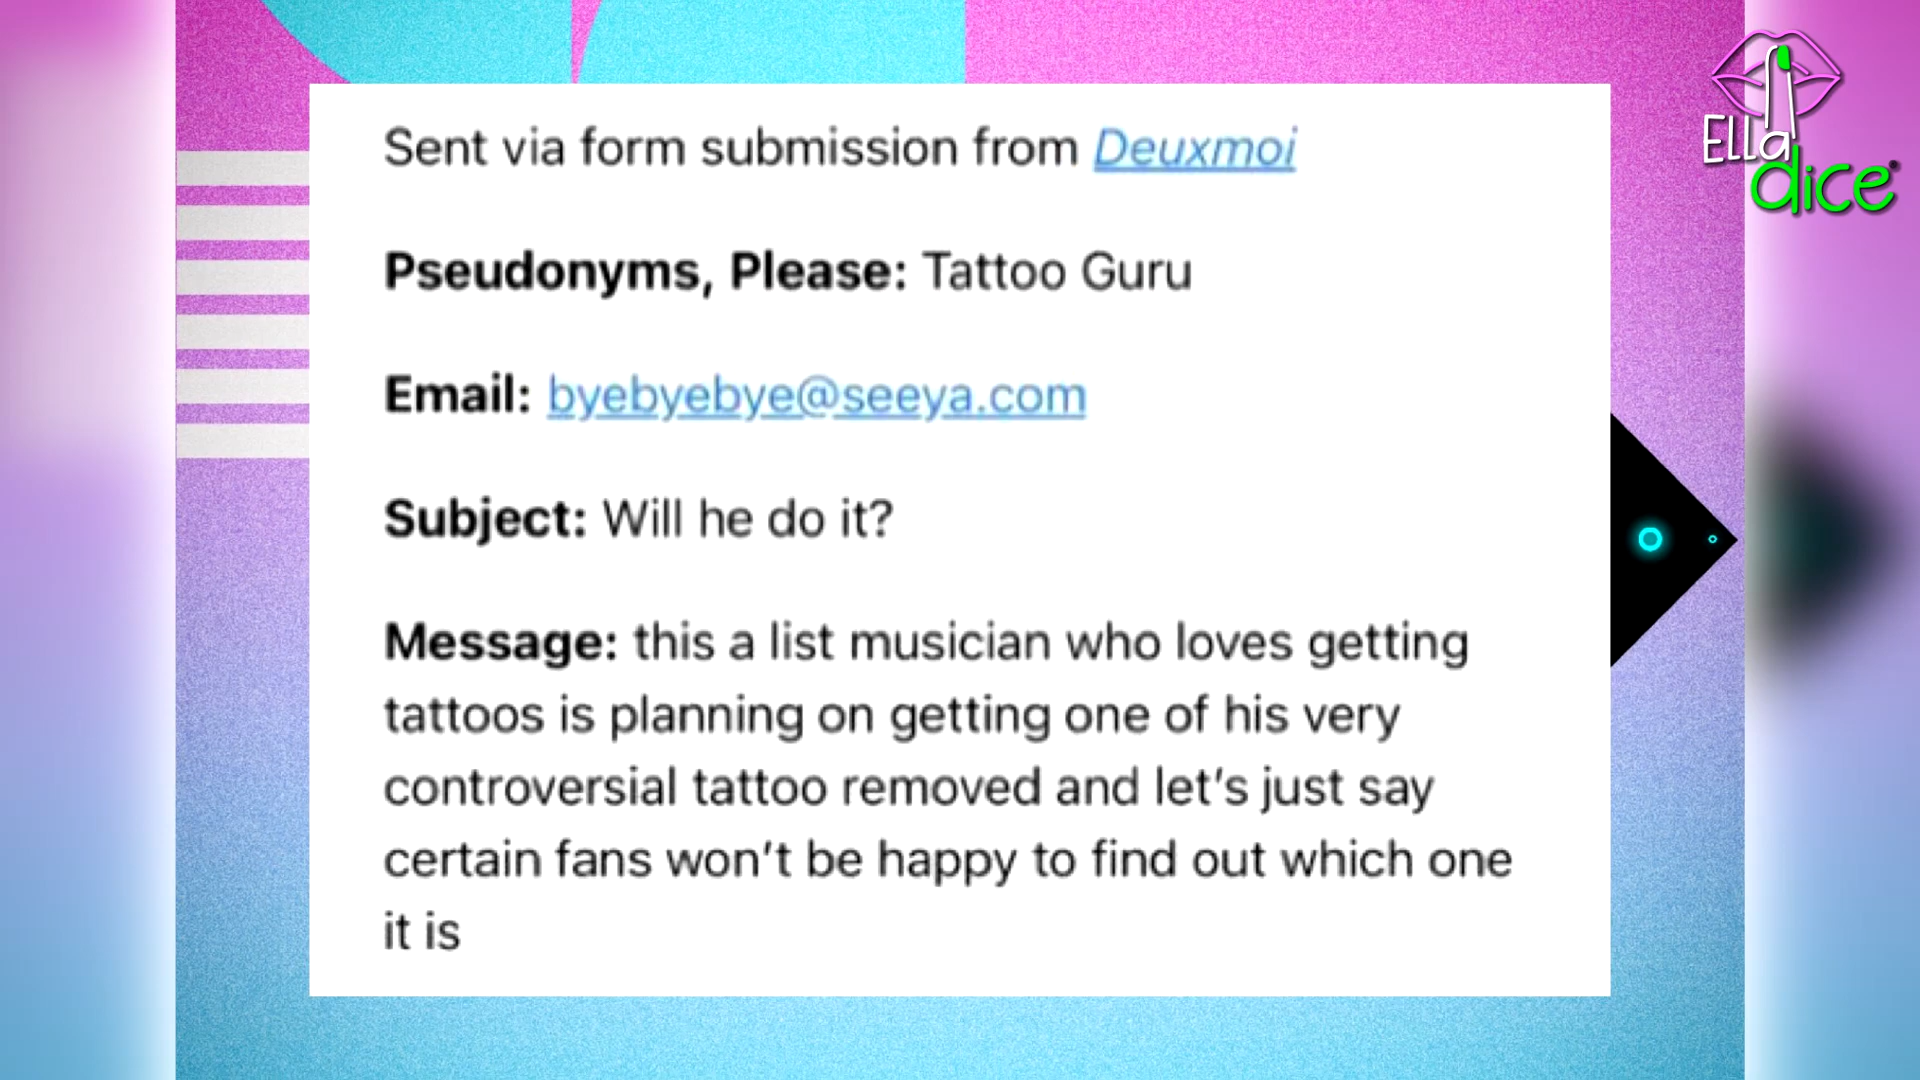 Sent via form submission from Deuxmoi
Pseudonyms, Please: Tattoo Guru
Email: byebyebye@seeya.com
Subject: Will he do it?
Message: this a list musician who loves getting
tattoos is planning on getting one of his very
controversial tattoo removed and let's just say
certain fans won't be happy to find out which one
it is
ELLa
dice